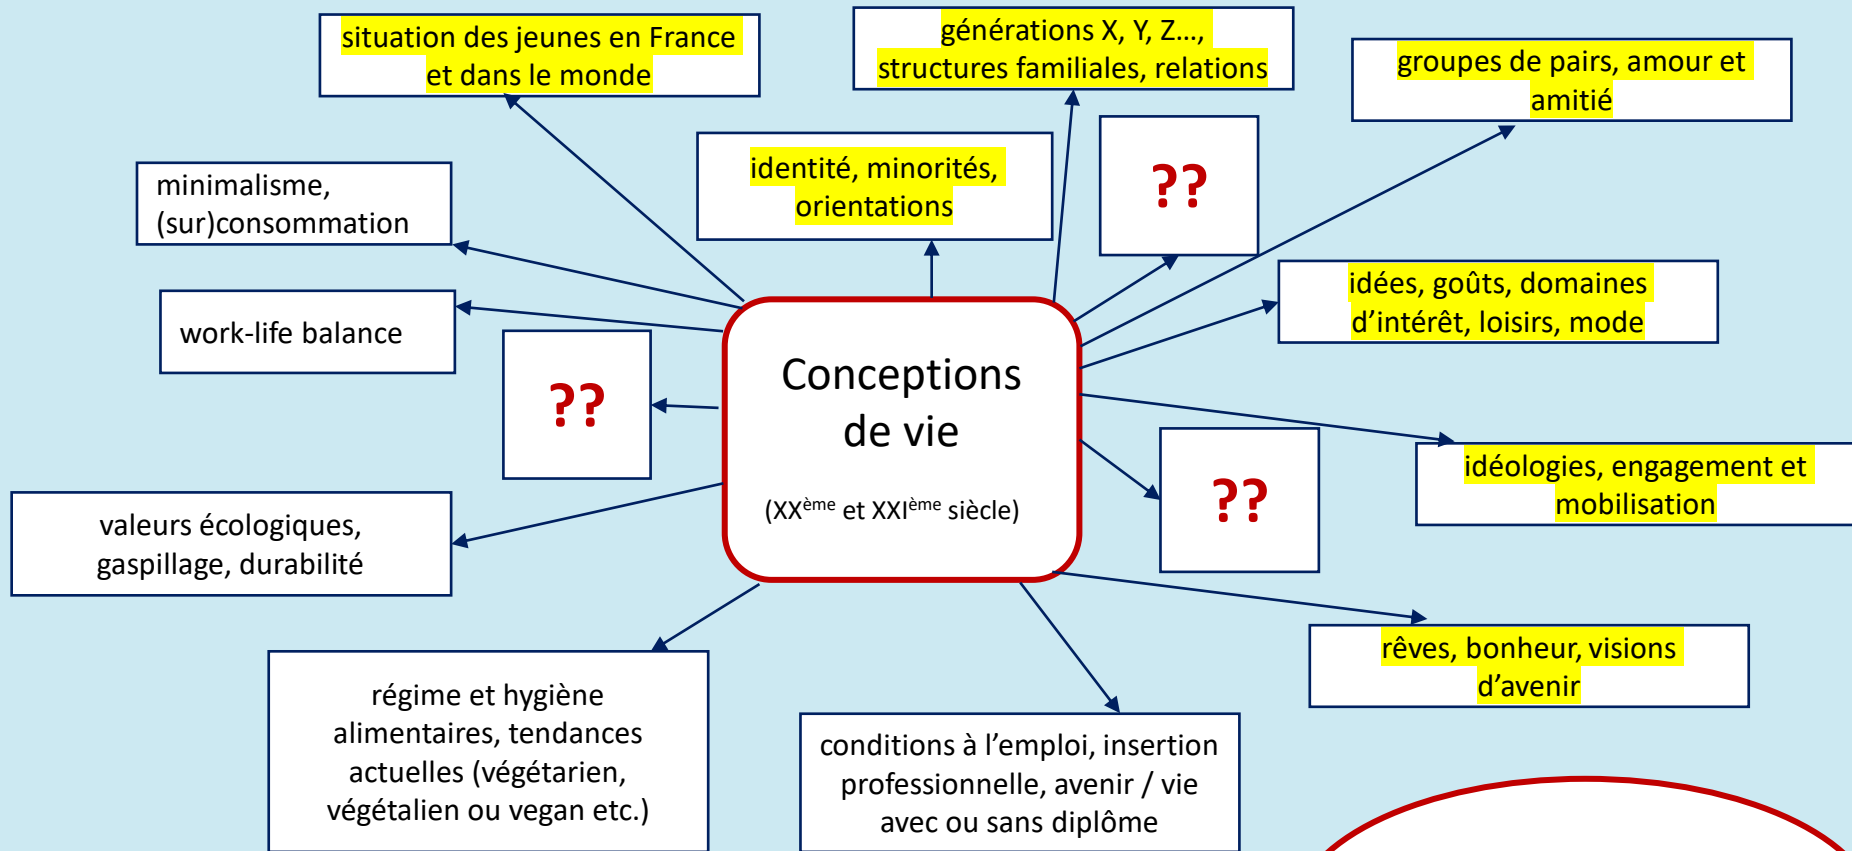 situation des jeunes en France
et dans le monde
générations X, Y, Z...,
structures familiales, relations
groupes de pairs, amour et
amitié
identité, minorités,
orientations
??
minimalisme,
(sur)consommation
idées, goûts, domaines
d’intérêt, loisirs, mode
work-life balance
??
Conceptions
de vie
(XXème et XXIème siècle)
??
idéologies, engagement et
mobilisation
valeurs écologiques,
gaspillage, durabilité
rêves, bonheur, visions
d’avenir
régime et hygiène
alimentaires, tendances
actuelles (végétarien,
végétalien ou vegan etc.)
conditions à l’emploi, insertion
professionnelle, avenir / vie
avec ou sans diplôme